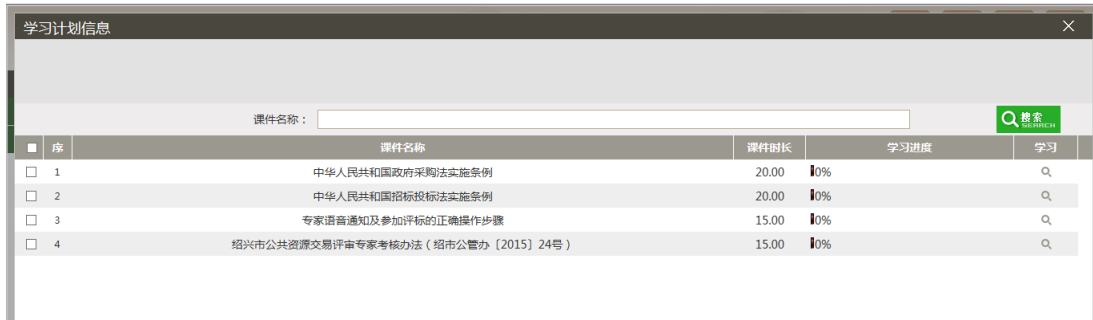 学习计划信息
课件名称：
搜索
SEARCH
序 课件名称 课件时长 学习进度 学习
1 中华人民共和国政府采购法实施条例 20.00 0%
2 中华人民共和国招标投标法实施条例 20.00 0%
3 专家语音通知及参加评标的正确操作步骤 15.00 0%
4 绍兴市公共资源交易评审专家考核办法（绍市公管办〔2015〕24号） 15.00 0%